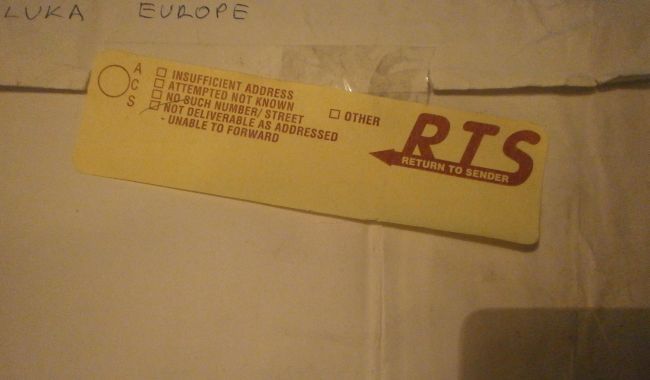 LUKA EUROPE
A
C
S
INSUFFICIENT ADDRESS
ATTEMPTED NOT KNOWN
NO SUCH NUMBER/ STREET
NOT DELIVERABLE AS ADDRESSED
- UNABLE TO FORWARD
OTHER
RTS
RETURN TO SENDER